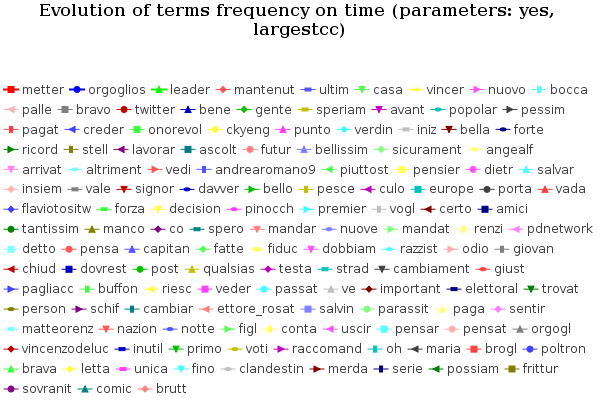 Evolution of terms frequency on time (parameters: yes,
largestcc)
metter orgoglios leader mantenut ultim casa vincer nuovo bocca
palle bravo twitter bene gente speriam avant popolar pessim
pagat creder onorevol ckyeng punto verdin iniz bella forte
ricord stell lavorar ascolt futur bellissim sicurament angealf
arrivat altriment vedi andrearomano9 piuttost pensier dietr salvar
insiem vale signor davver bello pesce culo europe porta vada
flaviotositw forza decision pinocch premier vogl certo amici
tantissim manco co spero mandar nuove mandat renzi pdnetwork
detto pensa capitan fatte fiduc dobbiam razzist odio giovan
chiud dovrest post qualsias testa strad cambiament giust
pagliacc buffon riesc veder passat ve important elettoral trovat
person schif cambiar ettore_rosat salvin parassit paga sentir
matteorenz nazion notte figl conta uscir pensar pensat orgogl
vincenzodeluc inutil primo voti raccomand oh maria brogl poltron
brava letta unica fino clandestin merda serie possiam frittur
sovranit comic brutt